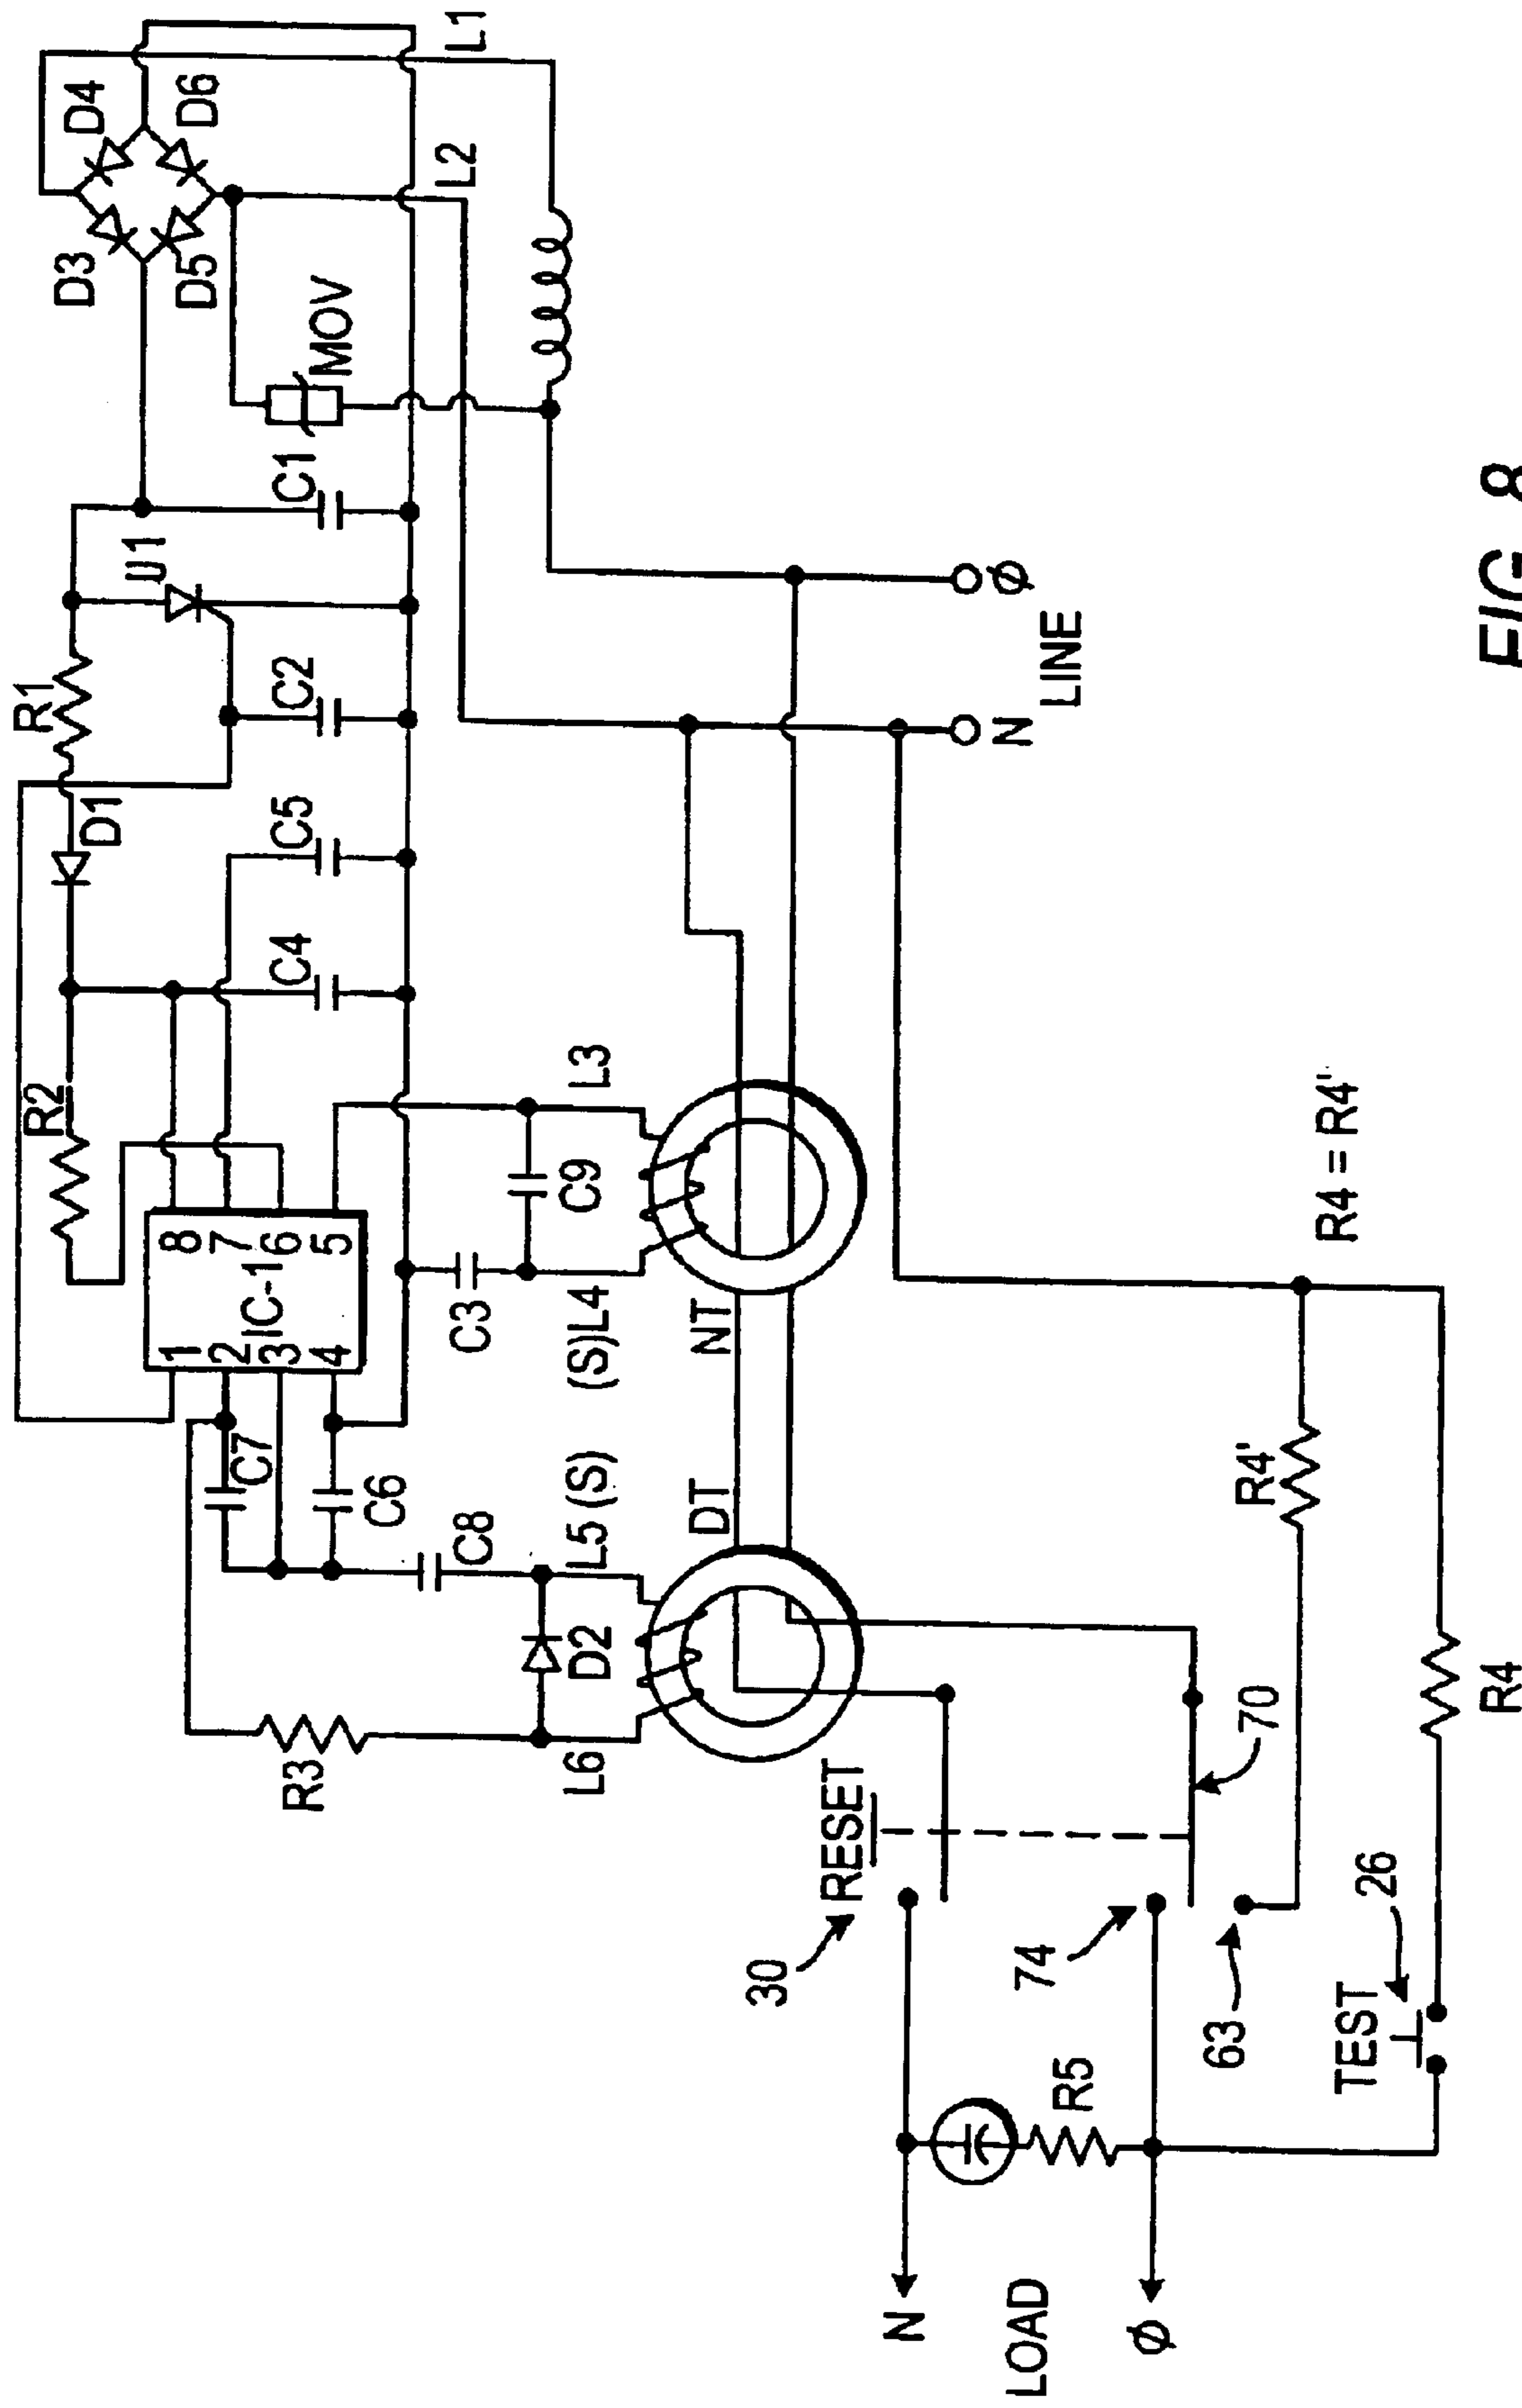 R1
D1
R2
D3
D4
D5
D6
U1
MOV
C1
C2
C5
C4
L1
L2
1
2
3
4
8
7
6
5
IC-1
C7
C6
C8
R3
D2
L5 (S)
L6
C3
C9
(S)L4
L3
DT
NT
N
ϕ
LINE
RESET
30
70
74
63
N
LOAD
ϕ
R5
TEST
26
R4'
R4
R4 = R4'
FIG. 8